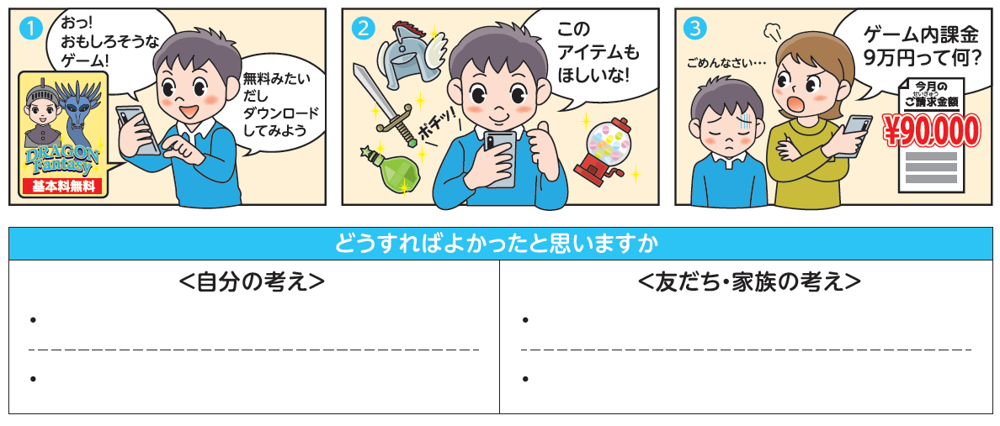 1
おっ!
おもしろそうな
ゲーム!
無料みたい
だし
ダウンロード
してみよう
DRAGON
Fantasy
基本料無料
2
この
アイテムも
ほしいな!
ポチッ!
3
ゲーム内課金
9万円って何?
ごめんなさい…
今月の
せいきゅう
ご請求金額
¥90,000
どうすればよかったと思いますか
<自分の考え>
<友だち・家族の考え>
•
•
•
•